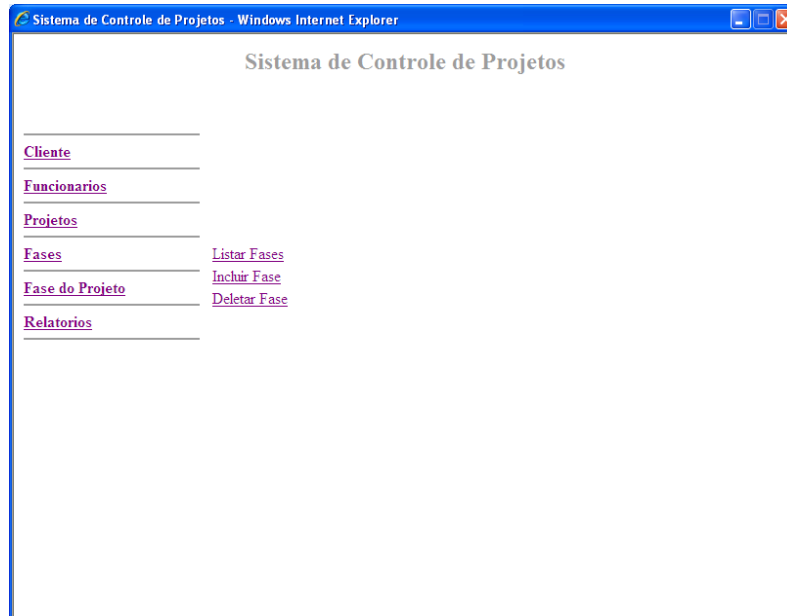 Sistema de Controle de Projetos - Windows Internet Explorer
Sistema de Controle de Projetos
Cliente
Funcionarios
Projetos
Fases
Listar Fases
Incluir Fase
Fase do Projeto
Deletar Fase
Relatorios